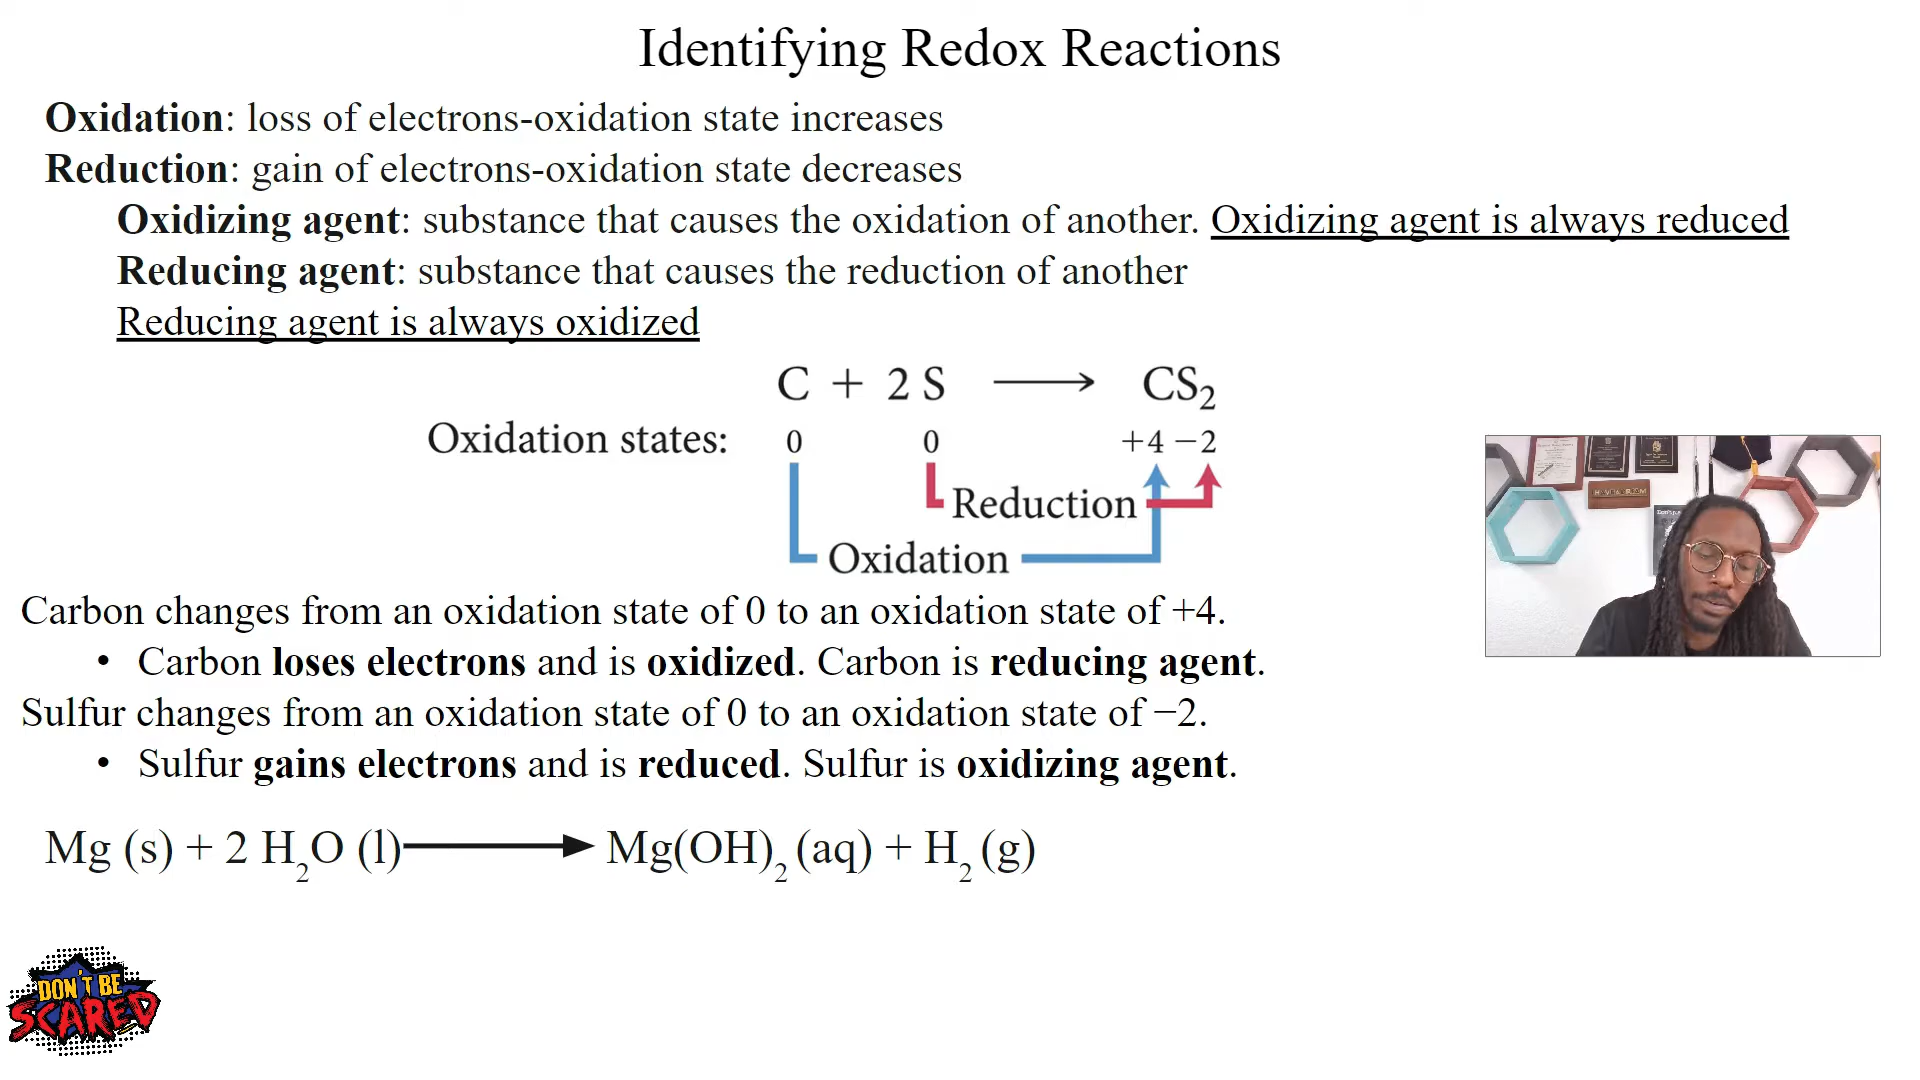 Identifying Redox Reactions
Oxidation: loss of electrons-oxidation state increases
Reduction: gain of electrons-oxidation state decreases
Oxidizing agent: substance that causes the oxidation of another. Oxidizing agent is always reduced
Reducing agent: substance that causes the reduction of another
Reducing agent is always oxidized
C + 2 S ⟶ CS₂
Oxidation states: 0 0 +4 −2
Reduction
Oxidation
Carbon changes from an oxidation state of 0 to an oxidation state of +4.
• Carbon loses electrons and is oxidized. Carbon is reducing agent.
Sulfur changes from an oxidation state of 0 to an oxidation state of −2.
• Sulfur gains electrons and is reduced. Sulfur is oxidizing agent.
Mg (s) + 2 H₂O (l) ⟶ Mg(OH)₂ (aq) + H₂ (g)
DON'T BE
SCARED